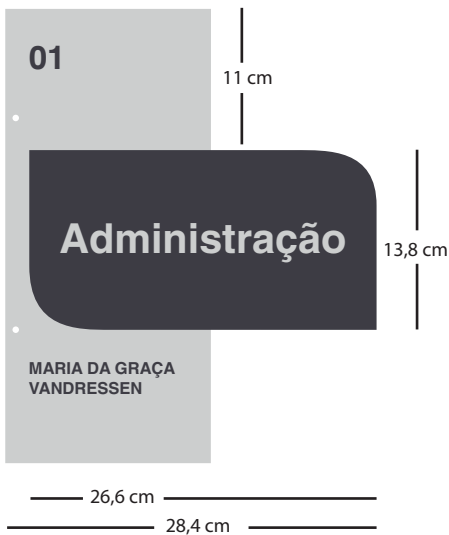 01
11 cm
Administração
13,8 cm
MARIA DA GRAÇA
VANDRESSEN
26,6 cm
28,4 cm